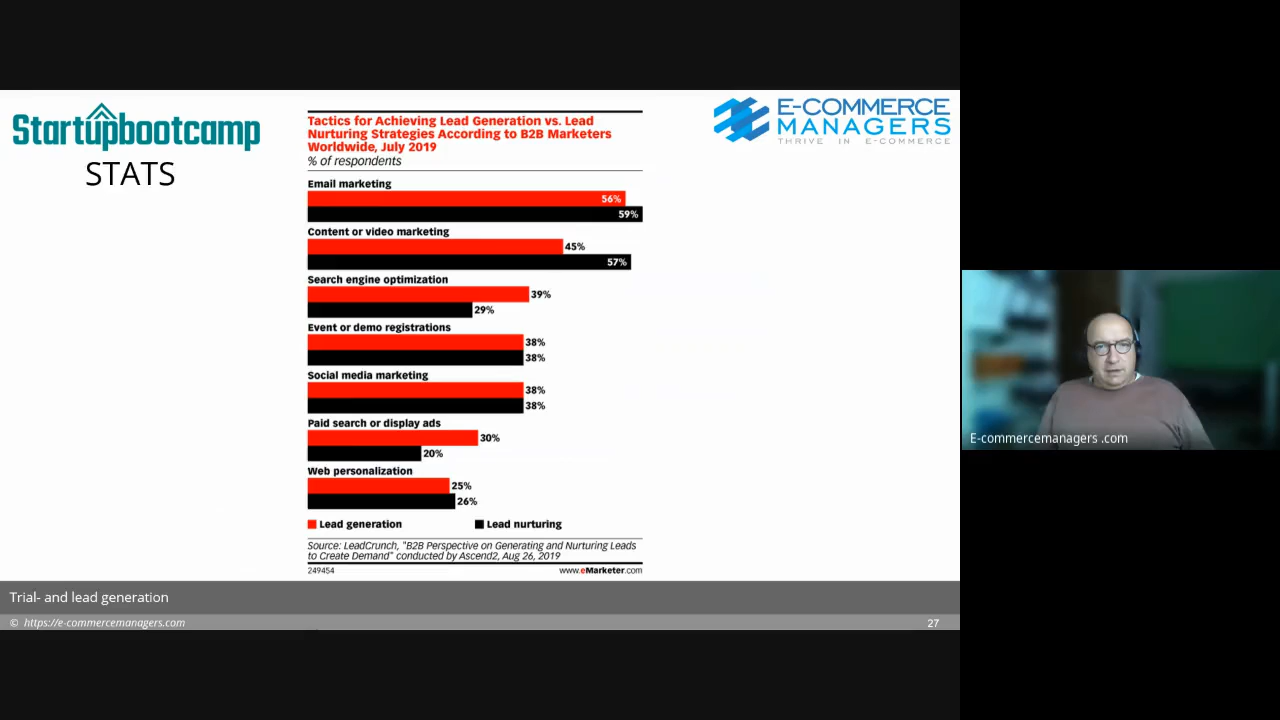 Startupbootcamp
STATS
E-COMMERCE
MANAGERS
THRIVE IN E-COMMERCE
Tactics for Achieving Lead Generation vs. Lead
Nurturing Strategies According to B2B Marketers
Worldwide, July 2019
% of respondents
Email marketing
56%
59%
Content or video marketing
45%
57%
Search engine optimization
39%
29%
Event or demo registrations
38%
38%
Social media marketing
38%
38%
Paid search or display ads
30%
20%
Web personalization
25%
26%
Lead generation
Lead nurturing
Source: LeadCrunch, "B2B Perspective on Generating and Nurturing Leads
to Create Demand" conducted by Ascend2, Aug 26, 2019
249454
www.eMarketer.com
Trial- and lead generation
© https://e-commercemanagers.com
27
E-commercemanagers .com